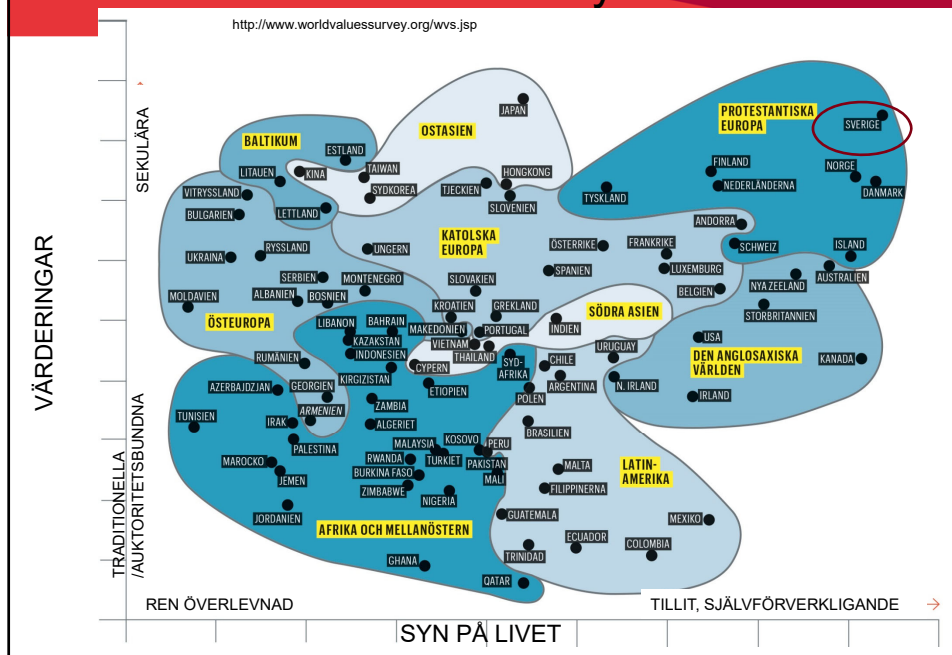 y
http://www.worldvaluessurvey.org/wvs.jsp
VÄRDERINGAR
SEKULÄRA
TRADITIONELLA
/AUKTORITETSBUNDNA
JAPAN
PROTESTANTISKA
EUROPA
SVERIGE
OSTASIEN
BALTIKUM
ESTLAND
TAIWAN
FINLAND
NORGE
LITAUEN
KINA
HONGKONG
TJECKIEN
SYDKOREA
NEDERLÄNDERNA
DANMARK
VITRYSSLAND
SLOVENIEN
TYSKLAND
BULGARIEN
LETTLAND
ANDORRA
KATOLSKA
EUROPA
UKRAINA
RYSSLAND
UNGERN
ÖSTERRIKE
FRANKRIKE
SCHWEIZ
ISLAND
SERBIEN
MONTENEGRO
SLOVAKIEN
SPANIEN
LUXEMBURG
AUSTRALIEN
MOLDAVIEN
ALBANIEN
BOSNIEN
BELGIEN
NYA ZEELAND
KROATIEN
GREKLAND
SÖDRA ASIEN
STORBRITANNIEN
ÖSTEUROPA
LIBANON
BAHRAIN
MAKEDONIEN
PORTUGAL
INDIEN
KAZAKSTAN
VIETNAM
URUGUAY
USA
INDONESIEN
THAILAND
DEN ANGLOSAXISKA
VÄRLDEN
KANADA
RUMÄNIEN
CYPERN
SYD-
AFRIKA
CHILE
KIRGIZISTAN
AZERBAJDZJAN
GEORGIEN
ETIOPIEN
POLEN
ARGENTINA
N. IRLAND
IRLAND
ARMENIEN
ZAMBIA
TUNISIEN
IRAK
ALGERIET
BRASILIEN
PALESTINA
MALAYSIA
KOSOVO
PERU
MAROCKO
RWANDA
TURKIET
PAKISTAN
MALTA
LATIN-
AMERIKA
JEMEN
BURKINA FASO
MALI
ZIMBABWE
NIGERIA
FILIPPINERNA
JORDANIEN
GUATEMALA
MEXIKO
AFRIKA OCH MELLANÖSTERN
ECUADOR
COLOMBIA
GHANA
TRINIDAD
QATAR
REN ÖVERLEVNAD
TILLIT, SJÄLVFÖRVERKLIGANDE
SYN PÅ LIVET